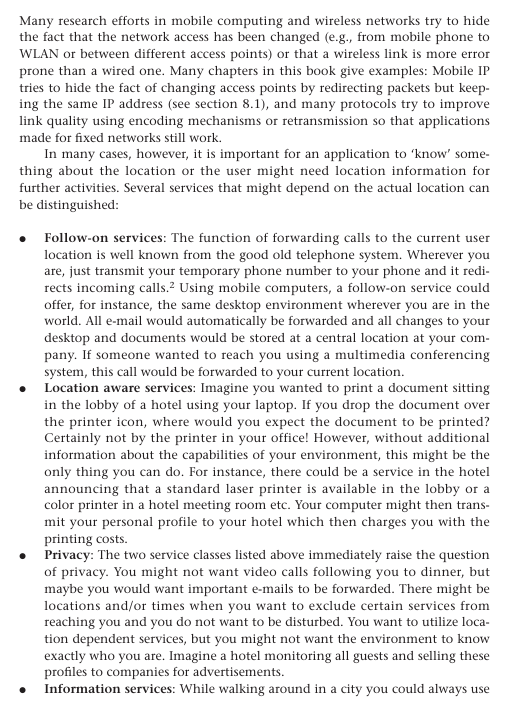 Many research efforts in mobile computing and wireless networks try to hide
the fact that the network access has been changed (e.g., from mobile phone to
WLAN or between different access points) or that a wireless link is more error
prone than a wired one. Many chapters in this book give examples: Mobile IP
tries to hide the fact of changing access points by redirecting packets but keep-
ing the same IP address (see section 8.1), and many protocols try to improve
link quality using encoding mechanisms or retransmission so that applications
made for fixed networks still work.
In many cases, however, it is important for an application to ‘know’ some-
thing about the location or the user might need location information for
further activities. Several services that might depend on the actual location can
be distinguished:
● Follow-on services: The function of forwarding calls to the current user
location is well known from the good old telephone system. Wherever you
are, just transmit your temporary phone number to your phone and it redi-
rects incoming calls.² Using mobile computers, a follow-on service could
offer, for instance, the same desktop environment wherever you are in the
world. All e-mail would automatically be forwarded and all changes to your
desktop and documents would be stored at a central location at your com-
pany. If someone wanted to reach you using a multimedia conferencing
system, this call would be forwarded to your current location.
● Location aware services: Imagine you wanted to print a document sitting
in the lobby of a hotel using your laptop. If you drop the document over
the printer icon, where would you expect the document to be printed?
Certainly not by the printer in your office! However, without additional
information about the capabilities of your environment, this might be the
only thing you can do. For instance, there could be a service in the hotel
announcing that a standard laser printer is available in the lobby or a
color printer in a hotel meeting room etc. Your computer might then trans-
mit your personal profile to your hotel which then charges you with the
printing costs.
● Privacy: The two service classes listed above immediately raise the question
of privacy. You might not want video calls following you to dinner, but
maybe you would want important e-mails to be forwarded. There might be
locations and/or times when you want to exclude certain services from
reaching you and you do not want to be disturbed. You want to utilize loca-
tion dependent services, but you might not want the environment to know
exactly who you are. Imagine a hotel monitoring all guests and selling these
profiles to companies for advertisements.
● Information services: While walking around in a city you could always use